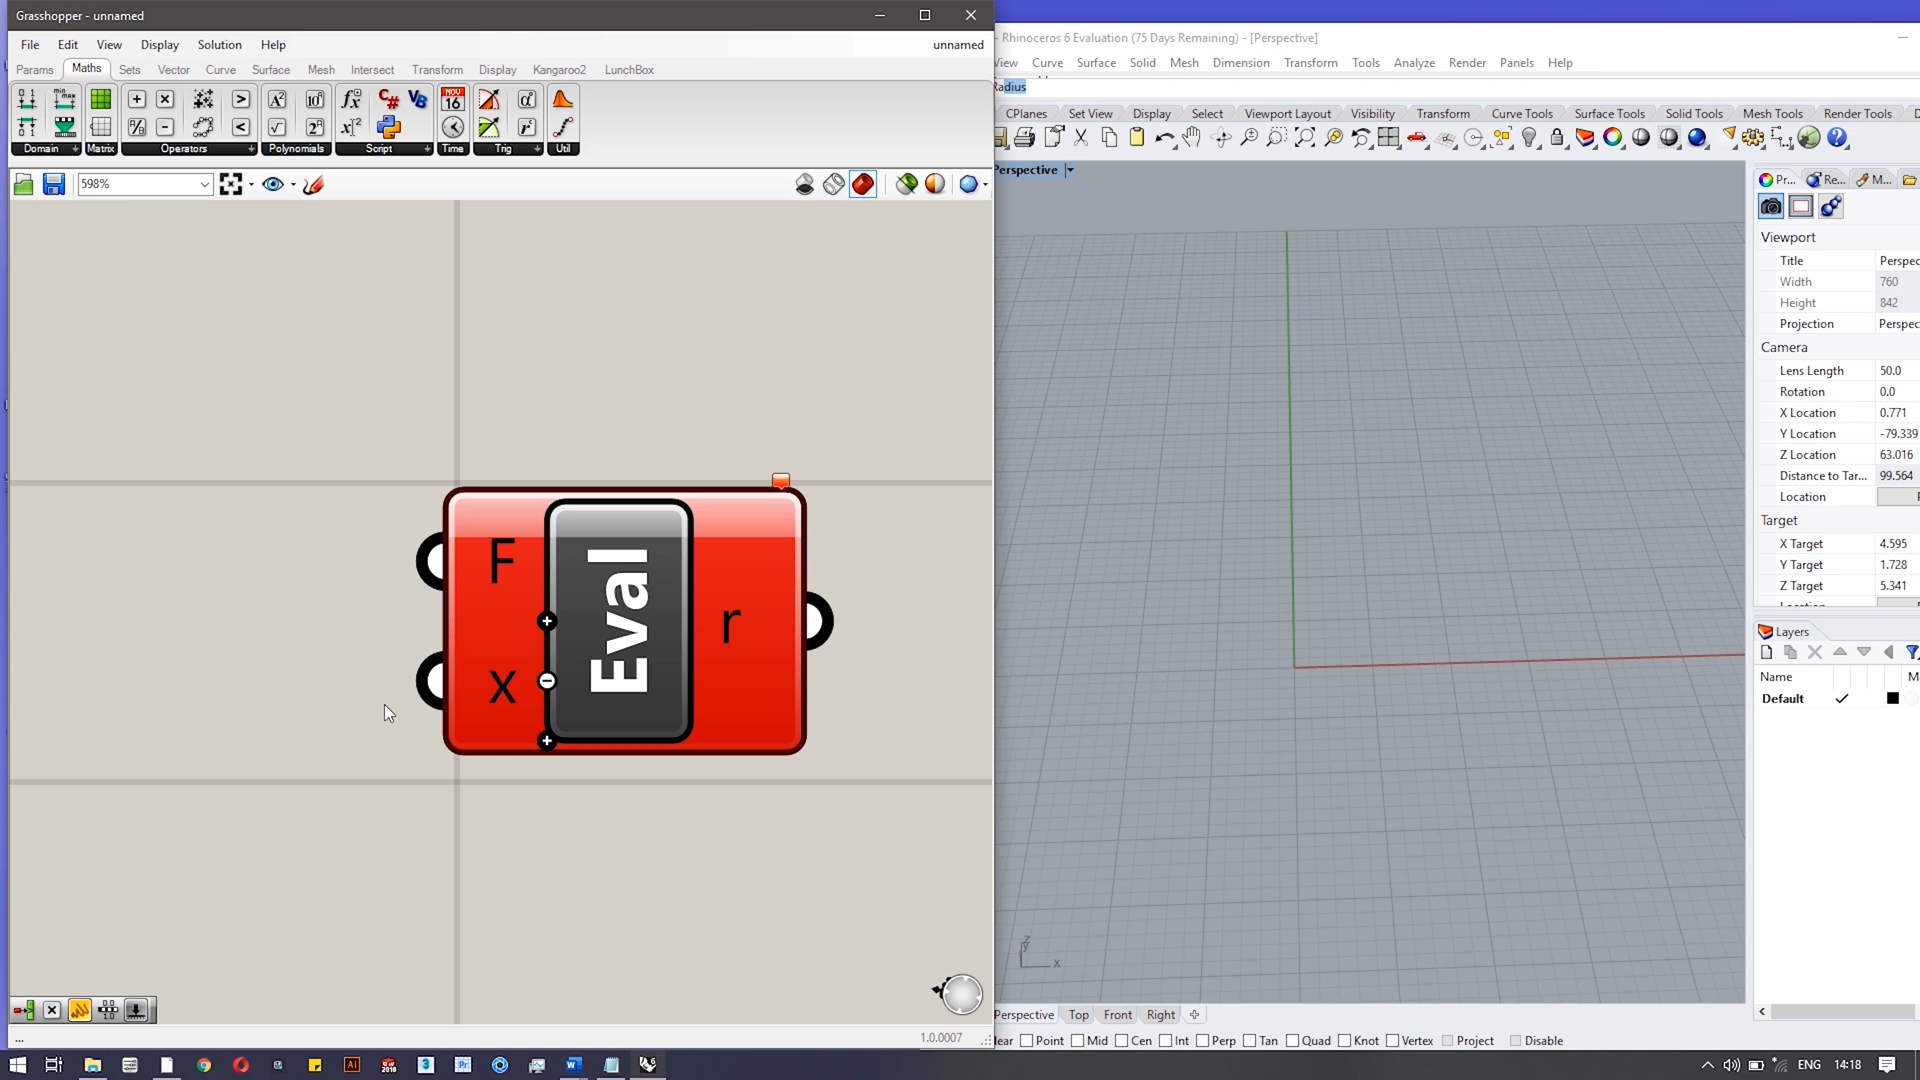 Grasshopper - unnamed
File Edit View Display Solution Help unnamed
Params Maths Sets Vector Curve Surface Mesh Intersect Transform Display Kangaroo2 LunchBox
Domain Matrix Operators Polynomials Script Time Trig Util
598%
F
x
Eval
r
1.0.0007
...
- Rhinoceros 6 Evaluation (75 Days Remaining) - [Perspective]
View Curve Surface Solid Mesh Dimension Transform Tools Analyze Render Panels Help
Radius
CPlanes Set View Display Select Viewport Layout Visibility Transform Curve Tools Surface Tools Solid Tools Mesh Tools Render Tools D
Perspective
z
y
x
Perspective Top Front Right
ear Point Mid Cen Int Perp Tan Quad Knot Vertex Project Disable
Pr... Re... M...
Viewport
Title Perspec
Width 760
Height 842
Projection Perspec
Camera
Lens Length 50.0
Rotation 0.0
X Location 0.771
Y Location -79.339
Z Location 63.016
Distance to Tar... 99.564
Location
Target
X Target 4.595
Y Target 1.728
Z Target 5.341
Layers
Name M
Default
ENG 14:18